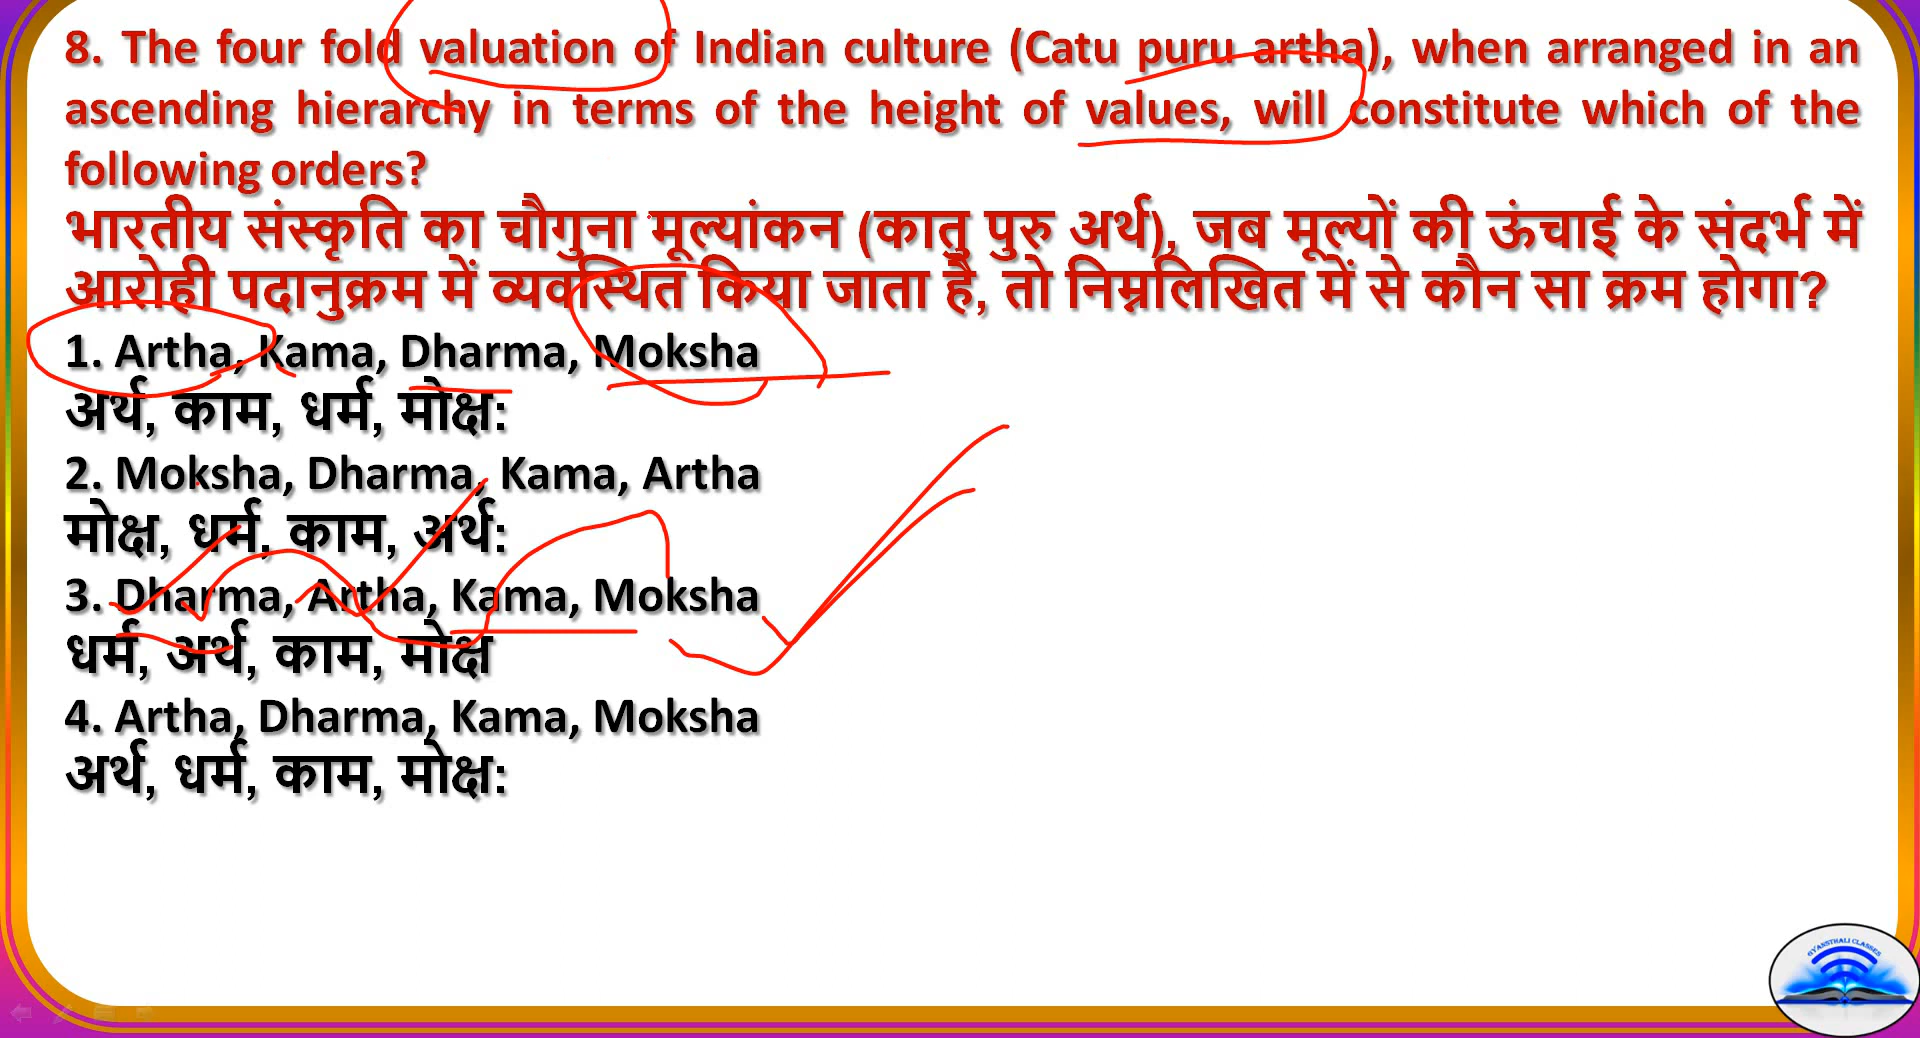 8. The four fold valuation of Indian culture (Catu puru artha), when arranged in an
ascending hierarchy in terms of the height of values, will constitute which of the
following orders?
भारतीय संस्कृति का चौगुना मूल्यांकन (कातु पुरु अर्थ), जब मूल्यों की ऊंचाई के संदर्भ में
आरोही पदानुक्रम में व्यवस्थित किया जाता है, तो निम्नलिखित में से कौन सा क्रम होगा?
1. Artha, Kama, Dharma, Moksha
अर्थ, काम, धर्म, मोक्ष:
2. Moksha, Dharma, Kama, Artha
मोक्ष, धर्म, काम, अर्थ:
3. Dharma, Artha, Kama, Moksha
धर्म, अर्थ, काम, मोक्ष
4. Artha, Dharma, Kama, Moksha
अर्थ, धर्म, काम, मोक्ष:
GYANSTHALI CLASSES